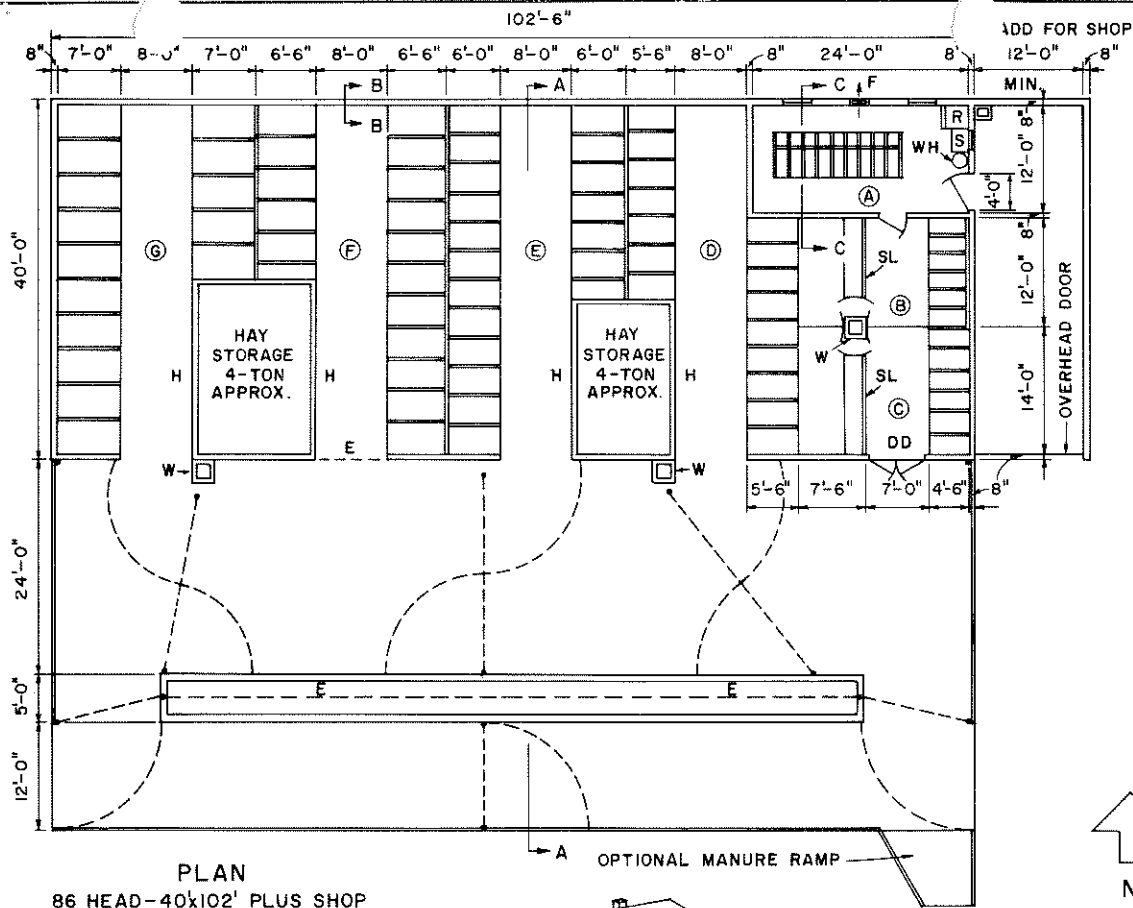 102'-6"
ADD FOR SHOP
8" 7'-0" 7'-0" 6'-6" 8'-0" 6'-6" 6'-0" 8'-0" 6'-0" 5'-6" 8'-0" 8" 24'-0" 8" 12'-0" 8"
MIN.
B
B
A
C
F
R
S
WH
8"
12'-0"
4'-0"
A
8"
40'-0"
G
F
E
D
C
SL
B
12'-0"
OVERHEAD DOOR
HAY
STORAGE
4-TON
APPROX.
H
H
HAY
STORAGE
4-TON
APPROX.
H
H
W
SL
C
14'-0"
E
DD
W
W
5'-6" 7'-6" 7'-0" 4'-6" 8"
24'-0"
E
E
5'-0"
12'-0"
A
OPTIONAL MANURE RAMP
PLAN
86 HEAD-40'x102' PLUS SHOP
N